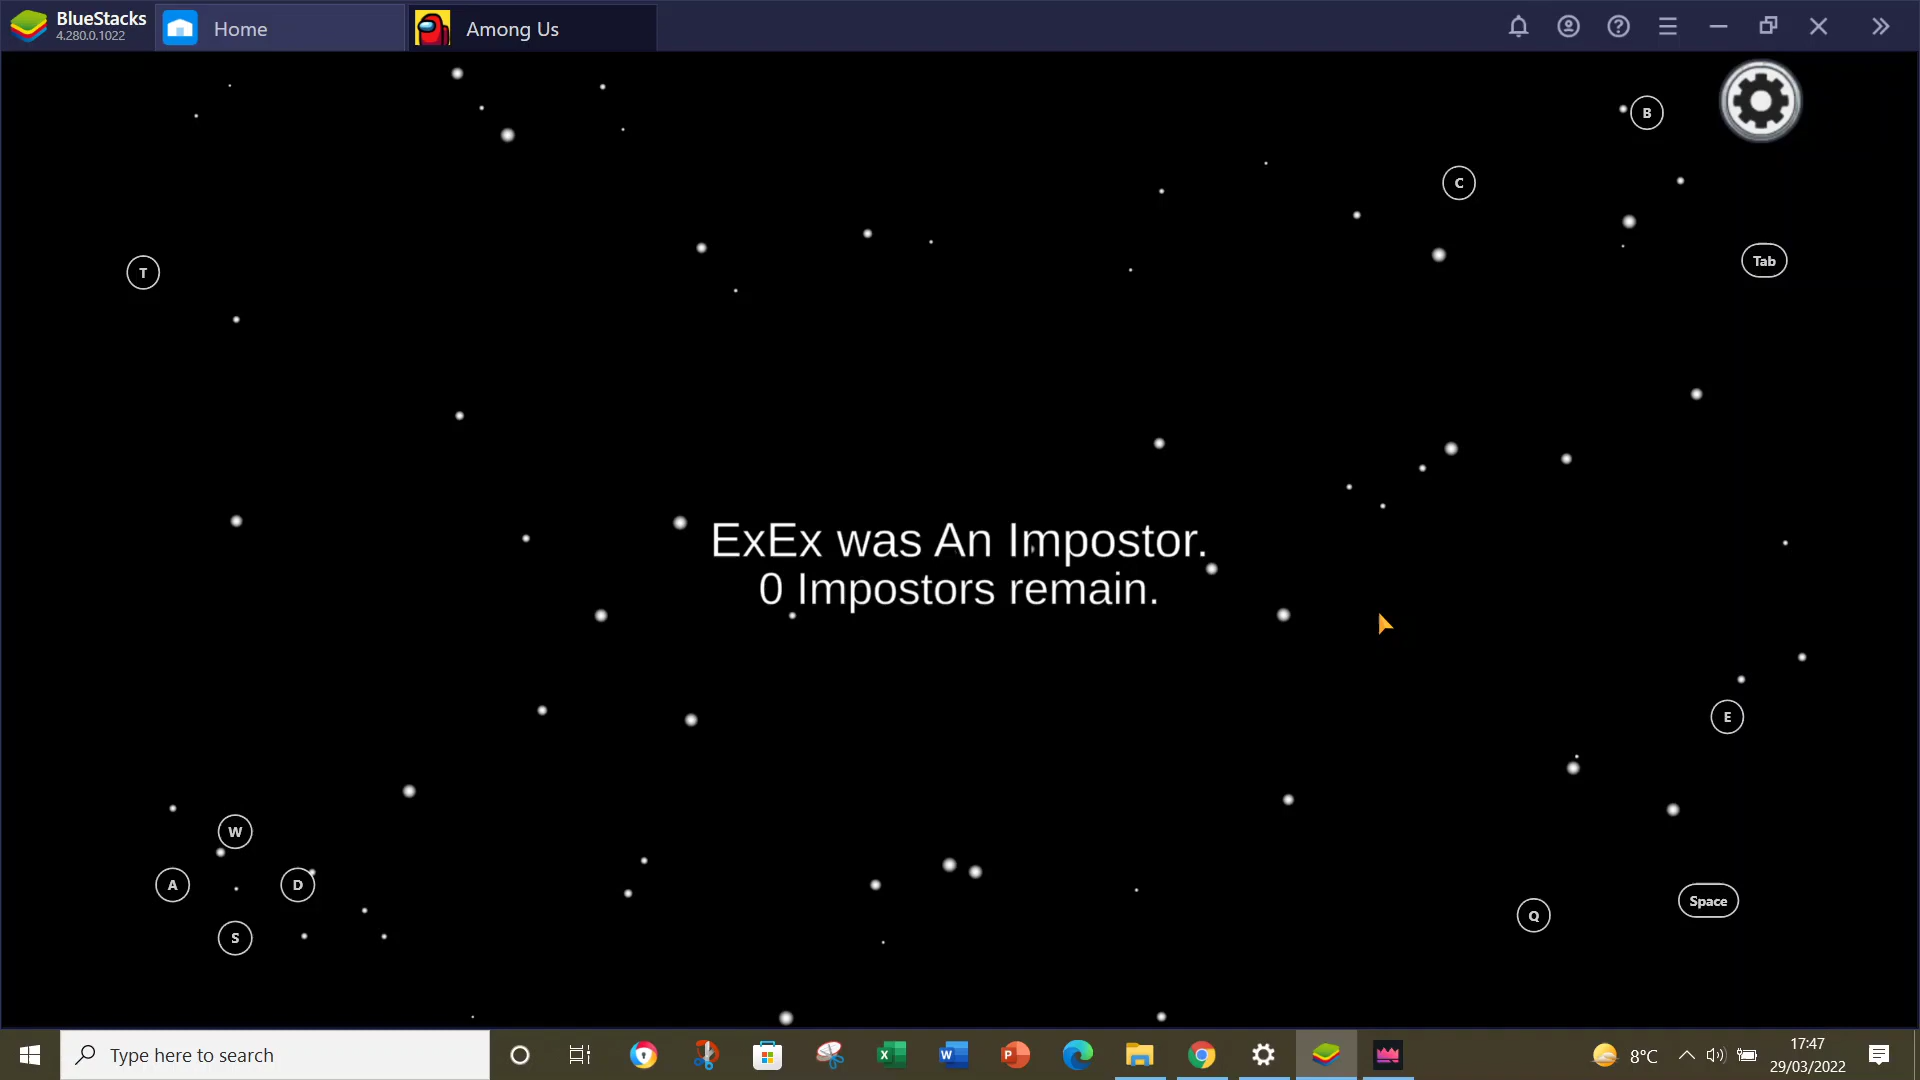 BlueStacks
4.280.0.1022
Home
Among Us
B
C
T
Tab
ExEx was An Impostor.
0 Impostors remain.
E
W
A
D
S
Q
Space
Type here to search
8°C
17:47
29/03/2022